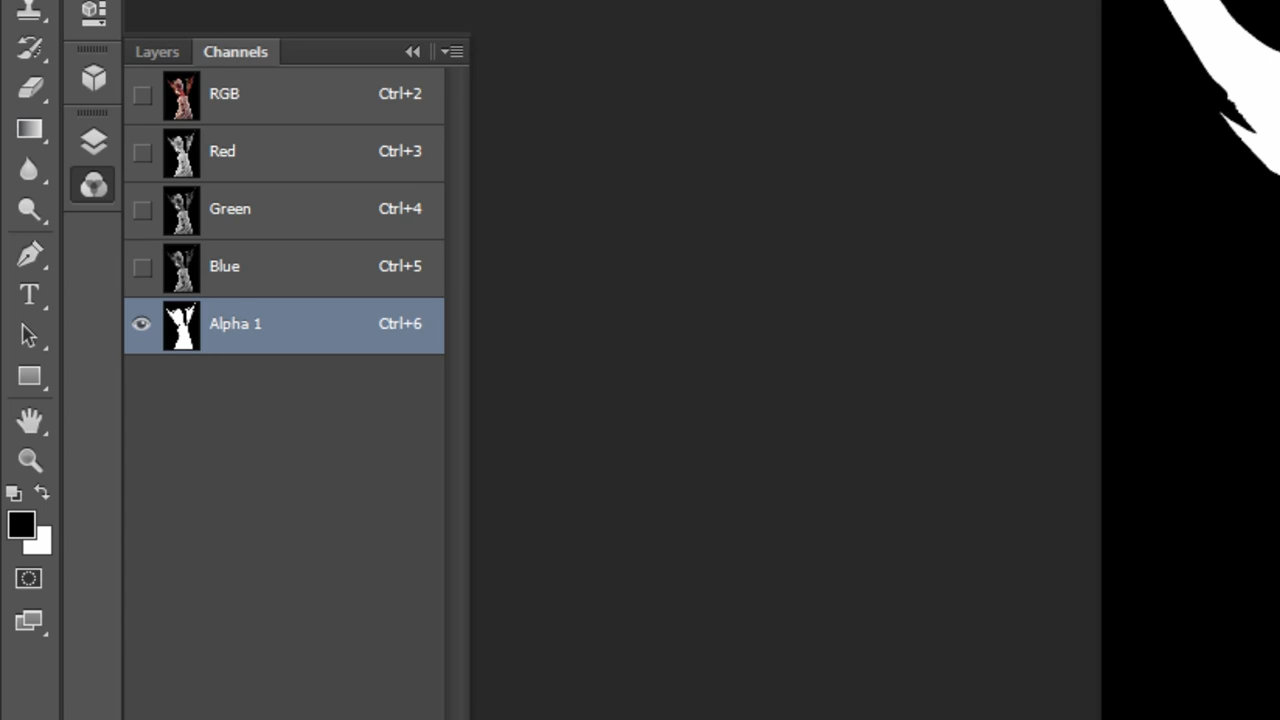 Layers Channels
RGB Ctrl+2
Red Ctrl+3
Green Ctrl+4
Blue Ctrl+5
Alpha 1 Ctrl+6